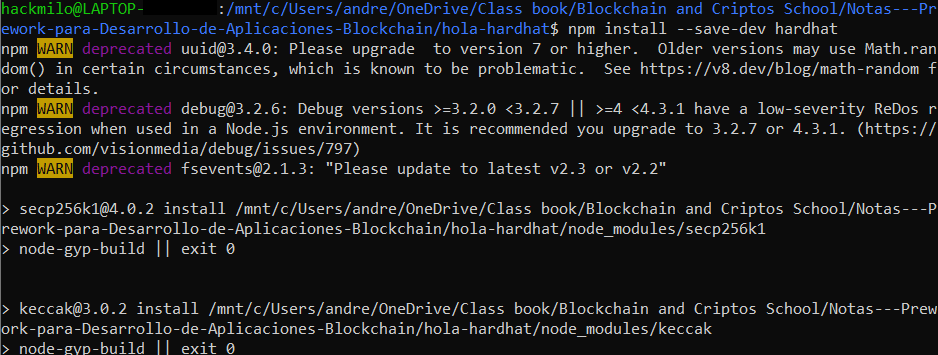 hackmilo@LAPTOP- :/mnt/c/Users/andre/OneDrive/Class book/Blockchain and Criptos School/Notas---Pr
ework-para-Desarrollo-de-Aplicaciones-Blockchain/hola-hardhat$ npm install --save-dev hardhat
npm WARN deprecated uuid@3.4.0: Please upgrade  to version 7 or higher.  Older versions may use Math.ran
dom() in certain circumstances, which is known to be problematic.  See https://v8.dev/blog/math-random f
or details.
npm WARN deprecated debug@3.2.6: Debug versions >=3.2.0 <3.2.7 || >=4 <4.3.1 have a low-severity ReDos r
egression when used in a Node.js environment. It is recommended you upgrade to 3.2.7 or 4.3.1. (https://
github.com/visionmedia/debug/issues/797)
npm WARN deprecated fsevents@2.1.3: "Please update to latest v2.3 or v2.2"
> secp256k1@4.0.2 install /mnt/c/Users/andre/OneDrive/Class book/Blockchain and Criptos School/Notas---P
rework-para-Desarrollo-de-Aplicaciones-Blockchain/hola-hardhat/node_modules/secp256k1
> node-gyp-build || exit 0
> keccak@3.0.2 install /mnt/c/Users/andre/OneDrive/Class book/Blockchain and Criptos School/Notas---Prew
ork-para-Desarrollo-de-Aplicaciones-Blockchain/hola-hardhat/node_modules/keccak
> node-gyp-build || exit 0